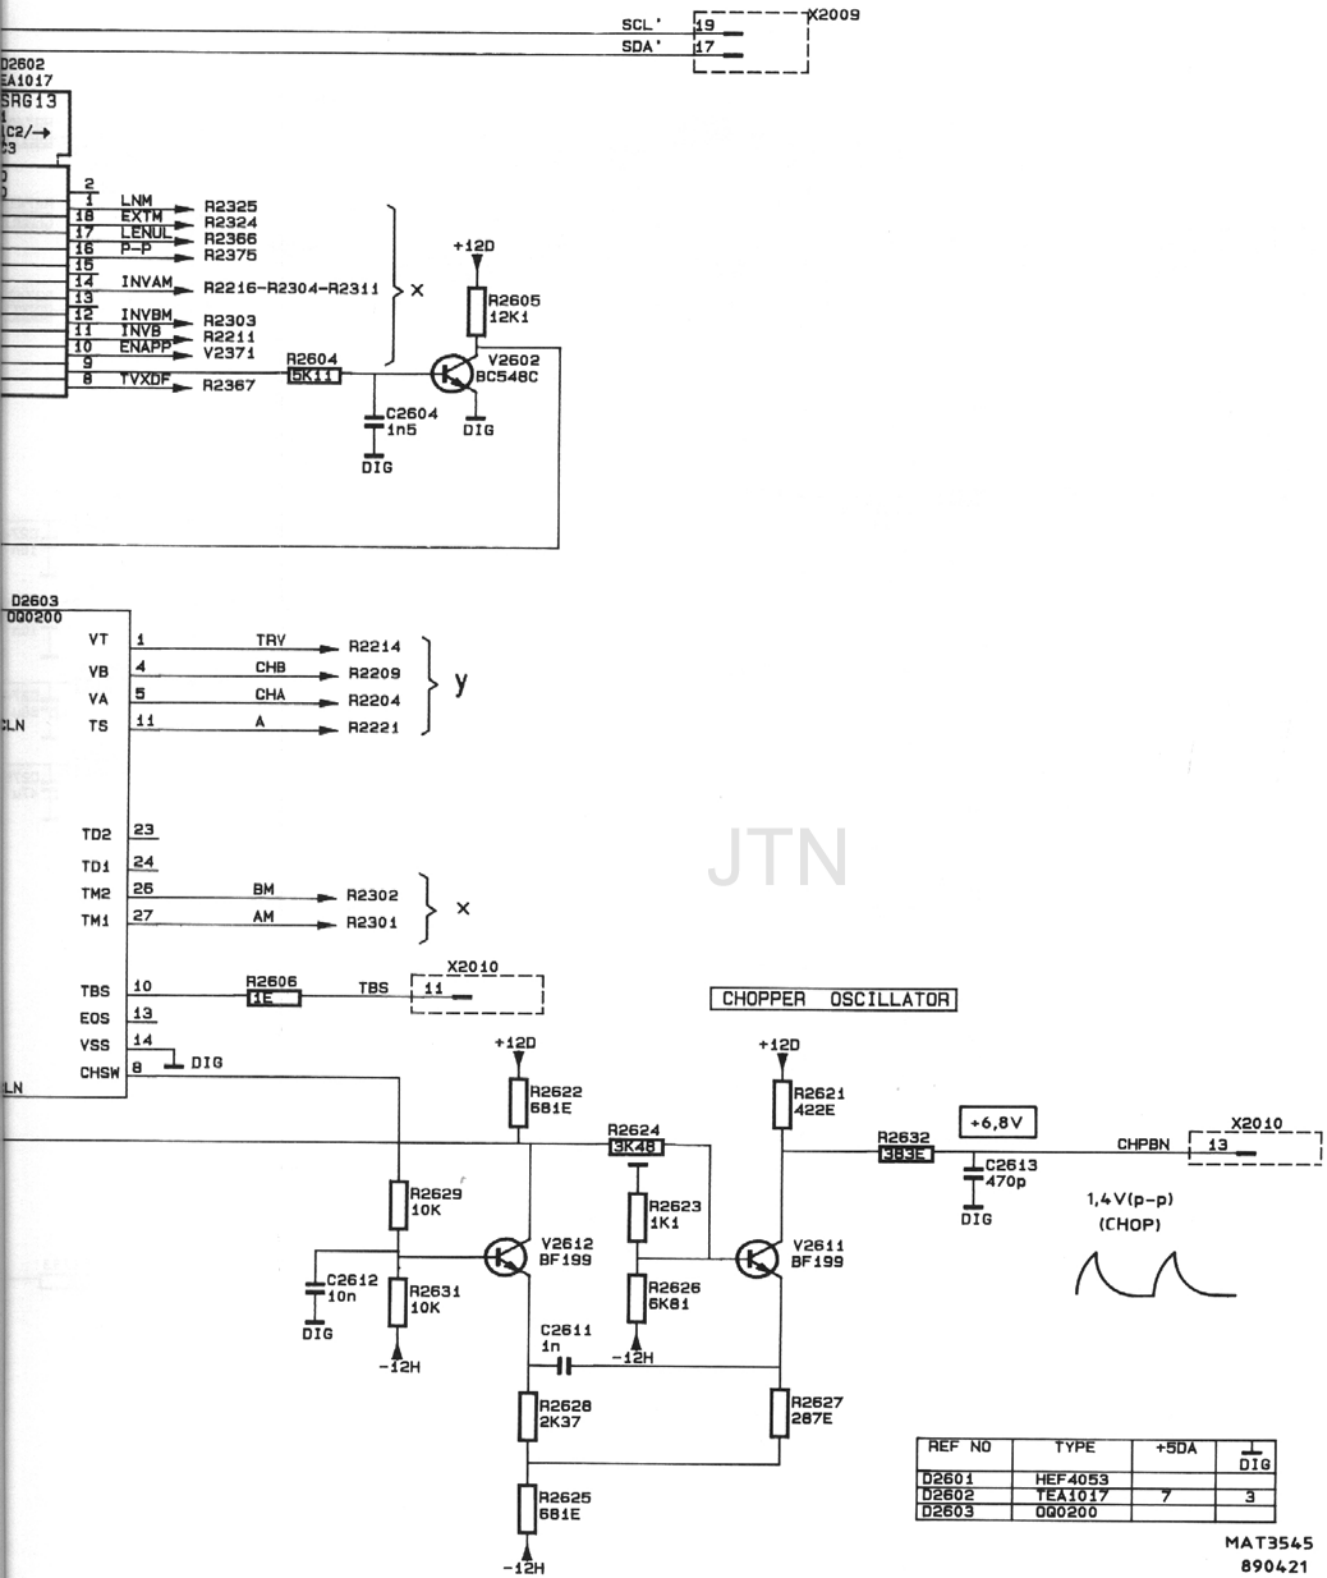 SCL'
19
X2009
SDA'
17
D2602
EA1017
SRG13
1
C2/→
C3
2
1 LNM R2325
18 EXTM R2324
17 LENUL R2366
16 P-P R2375
15
14 INVAM R2216-R2304-R2311
x
13
12 INVBM R2303
11 INVB R2211
10 ENAPP V2371
9
8 TVXDF R2367
+12D
R2605
12K1
R2604
5K11
V2602
BC548C
C2604
1n5
DIG
DIG
D2603
OQ0200
VT 1 TRV R2214
VB 4 CHB R2209
y
VA 5 CHA R2204
CLN
TS 11 A R2221
TD2 23
TD1 24
TM2 26 BM R2302
x
TM1 27 AM R2301
JTN
X2010
TBS 10
R2606
1E
TBS
11
EOS 13
VSS 14
DIG
CHSW 8
LN
CHOPPER OSCILLATOR
+12D
R2622
681E
+12D
R2621
422E
R2624
3K48
R2632
383E
+6,8V
CHPBN
X2010
13
C2613
470p
DIG
1,4V(p-p)
(CHOP)
R2629
10K
R2623
1K1
V2612
BF199
V2611
BF199
C2612
10n
DIG
R2631
10K
-12H
R2626
6K81
-12H
C2611
1n
R2628
2K37
R2627
287E
R2625
681E
-12H
REF NO TYPE +5DA DIG
D2601 HEF4053
D2602 TEA1017 7 3
D2603 OQ0200
MAT3545
890421